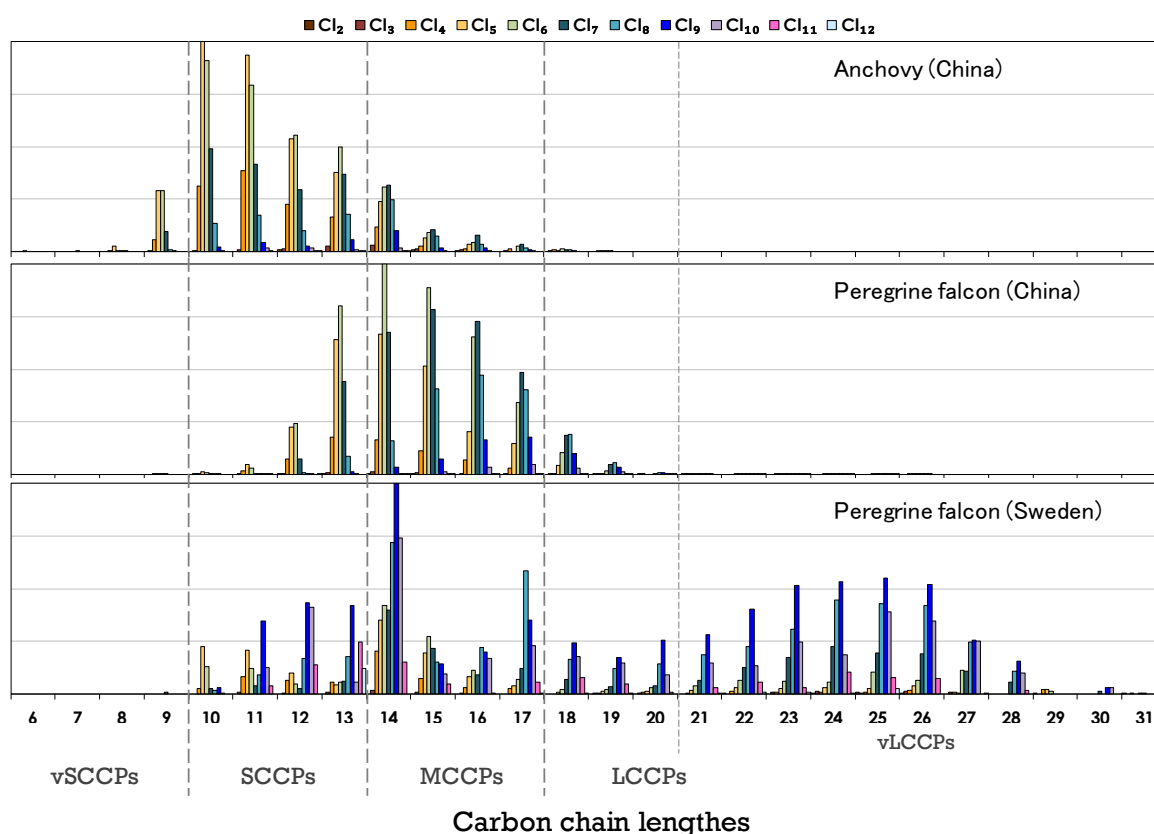 Cl₂ Cl₃ Cl₄ Cl₅ Cl₆ Cl₇ Cl₈ Cl₉ Cl₁₀ Cl₁₁ Cl₁₂
Anchovy (China)
Peregrine falcon (China)
Peregrine falcon (Sweden)
6 7 8 9 10 11 12 13 14 15 16 17 18 19 20 21 22 23 24 25 26 27 28 29 30 31
vLCCPs
vSCCPs SCCPs MCCPs LCCPs
Carbon chain lengthes